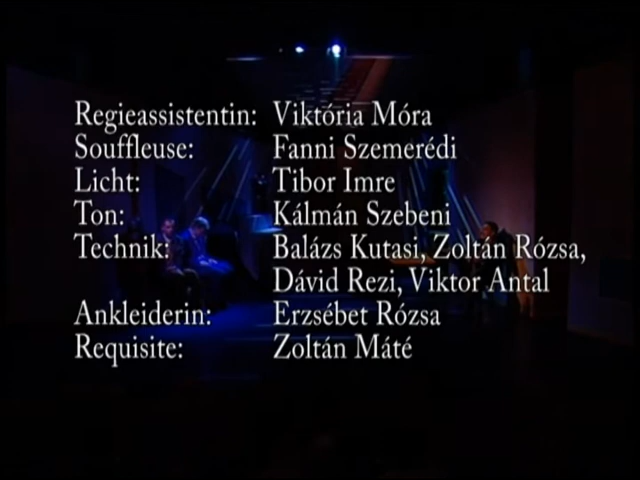 Regieassistentin: Viktória Móra
Souffleuse: Fanni Szemerédi
Licht: Tibor Imre
Ton: Kálmán Szebeni
Technik: Balázs Kutasi, Zoltán Rózsa,
Dávid Rezi, Viktor Antal
Ankleiderin: Erzsébet Rózsa
Requisite: Zoltán Máté